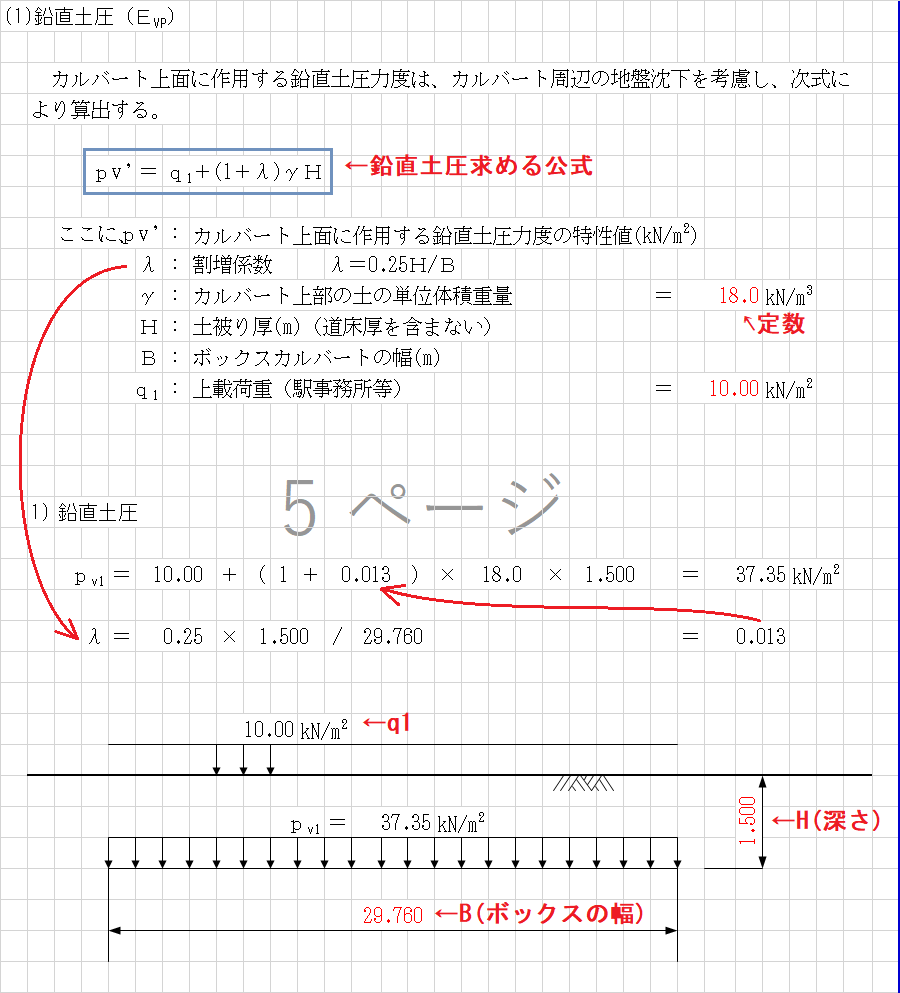 (1)鉛直土圧（EVP）
カルバート上面に作用する鉛直土圧力度は、カルバート周辺の地盤沈下を考慮し、次式に
より算出する。
pv’＝ q1＋(1＋λ)γH ←鉛直土圧求める公式
ここに、pv’： カルバート上面に作用する鉛直土圧力度の特性値(kN/m2)
λ ： 割増係数 λ＝0.25H/B
γ ： カルバート上部の土の単位体積重量 ＝ 18.0 kN/m3
↖定数
H ： 土被り厚(m)（道床厚を含まない）
B ： ボックスカルバートの幅(m)
q1 ： 上載荷重（駅事務所等） ＝ 10.00 kN/m2
5 ページ
1) 鉛直土圧
pv1 ＝ 10.00 ＋ ( 1 ＋ 0.013 ) × 18.0 × 1.500 ＝ 37.35 kN/m2
λ ＝ 0.25 × 1.500 / 29.760 ＝ 0.013
10.00 kN/m2 ←q1
pv1 ＝ 37.35 kN/m2
1.500 ←H(深さ)
29.760 ←B(ボックスの幅)